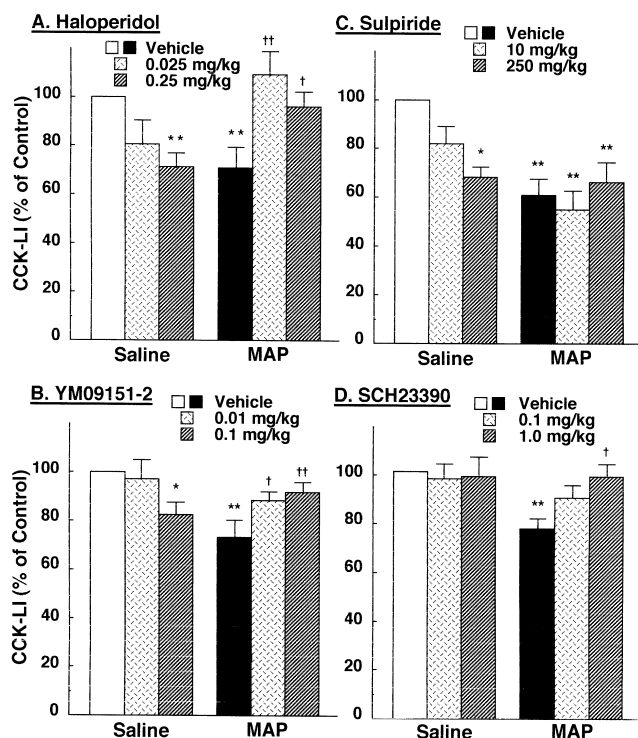 A. Haloperidol
Vehicle
0.025 mg/kg
0.25 mg/kg
CCK-LI (% of Control)
100
80
60
40
20
0
**
**
††
†
Saline
MAP
C. Sulpiride
Vehicle
10 mg/kg
250 mg/kg
100
80
60
40
20
0
*
**
**
**
Saline
MAP
B. YM09151-2
Vehicle
0.01 mg/kg
0.1 mg/kg
CCK-LI (% of Control)
100
80
60
40
20
0
*
**
†
††
Saline
MAP
D. SCH23390
Vehicle
0.1 mg/kg
1.0 mg/kg
100
80
60
40
20
0
**
†
Saline
MAP